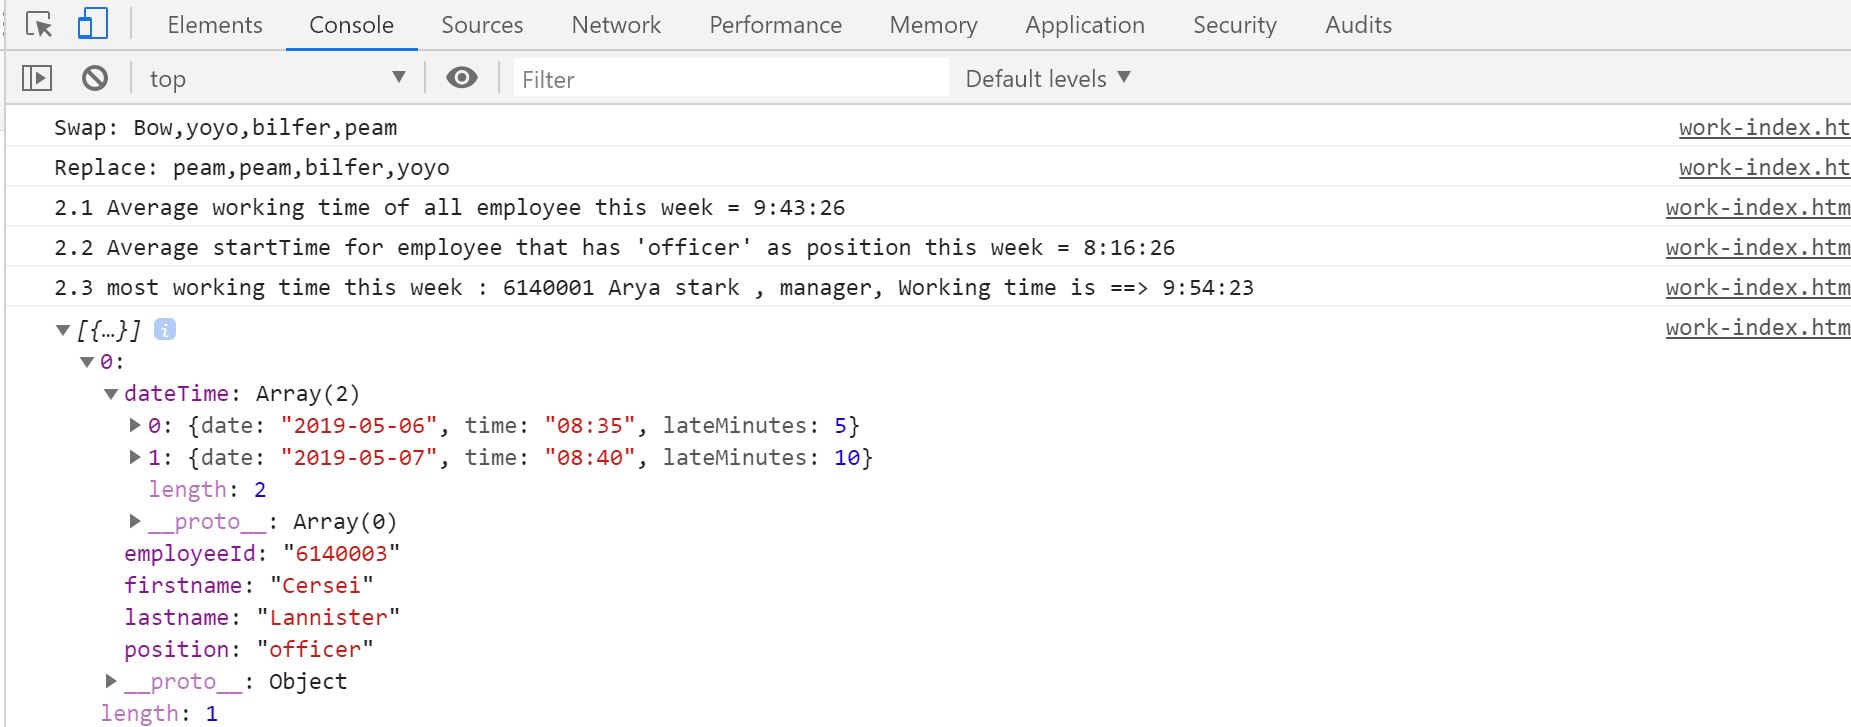 Elements Console Sources Network Performance Memory Application Security Audits
top Filter Default levels
Swap: Bow,yoyo,bilfer,peam work-index.ht
Replace: peam,peam,bilfer,yoyo work-index.ht
2.1 Average working time of all employee this week = 9:43:26 work-index.htm
2.2 Average startTime for employee that has 'officer' as position this week = 8:16:26 work-index.htm
2.3 most working time this week : 6140001 Arya stark , manager, Working time is ==> 9:54:23 work-index.htm
[{…}] i work-index.htm
0:
dateTime: Array(2)
0: {date: "2019-05-06", time: "08:35", lateMinutes: 5}
1: {date: "2019-05-07", time: "08:40", lateMinutes: 10}
length: 2
__proto__: Array(0)
employeeId: "6140003"
firstname: "Cersei"
lastname: "Lannister"
position: "officer"
__proto__: Object
length: 1